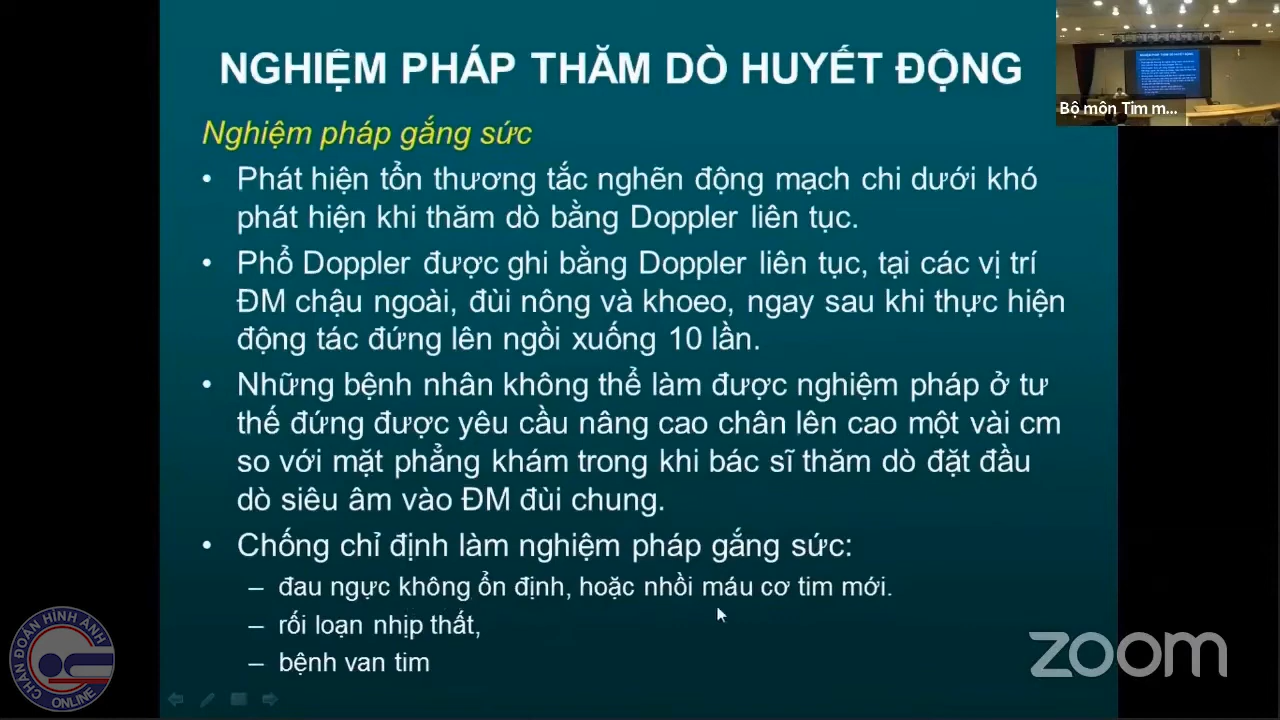 NGHIỆM PHÁP THĂM DÒ HUYẾT ĐỘNG
Nghiệm pháp gắng sức
• Phát hiện tổn thương tắc nghẽn động mạch chi dưới khó
phát hiện khi thăm dò bằng Doppler liên tục.
• Phổ Doppler được ghi bằng Doppler liên tục, tại các vị trí
ĐM chậu ngoài, đùi nông và khoeo, ngay sau khi thực hiện
động tác đứng lên ngồi xuống 10 lần.
• Những bệnh nhân không thể làm được nghiệm pháp ở tư
thế đứng được yêu cầu nâng cao chân lên cao một vài cm
so với mặt phẳng khám trong khi bác sĩ thăm dò đặt đầu
dò siêu âm vào ĐM đùi chung.
• Chống chỉ định làm nghiệm pháp gắng sức:
– đau ngực không ổn định, hoặc nhồi máu cơ tim mới.
– rối loạn nhịp thất,
– bệnh van tim
Bộ môn Tim m...
CHẨN ĐOÁN HÌNH ẢNH
ONLINE
zoom